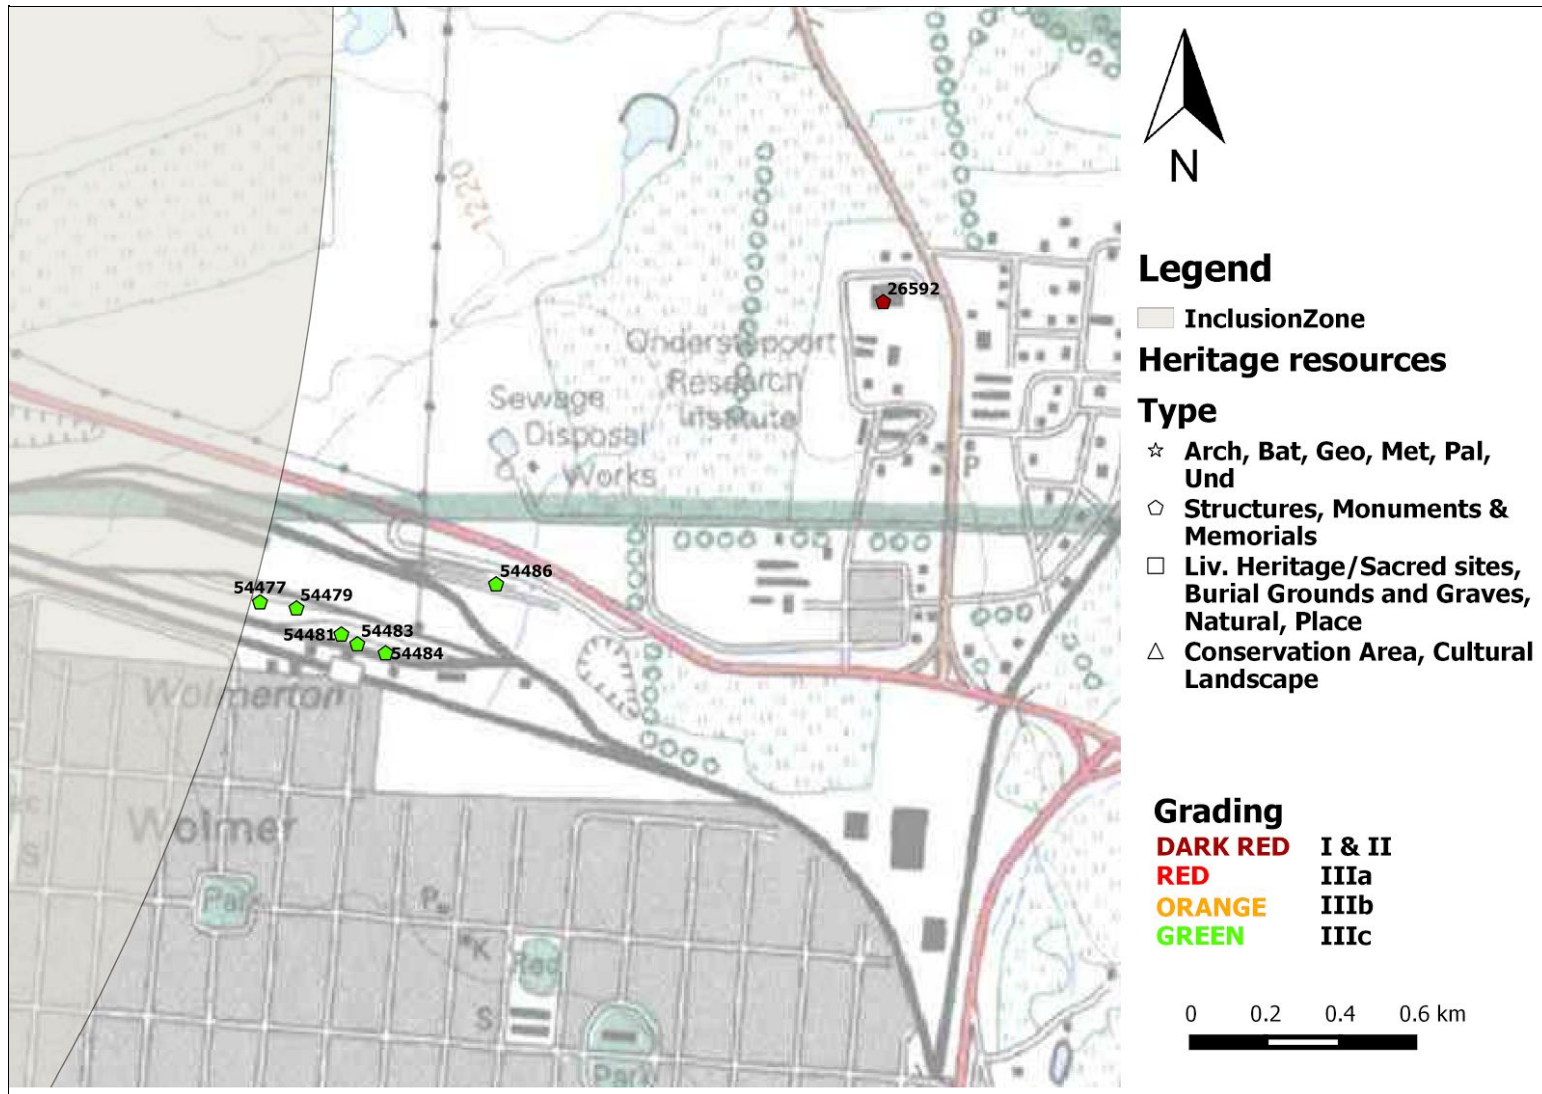 1220
26592
Onderstepoort
Research
Institute
Sewage
Disposal
Works
P
54486
54477
54479
54481
54483
54484
Wolmerton
Wolmer
S
Park
P
*K
Rec
S
Park
N
Legend
InclusionZone
Heritage resources
Type
Arch, Bat, Geo, Met, Pal,
Und
Structures, Monuments &
Memorials
Liv. Heritage/Sacred sites,
Burial Grounds and Graves,
Natural, Place
Conservation Area, Cultural
Landscape
Grading
DARK RED I & II
RED IIIa
ORANGE IIIb
GREEN IIIc
0 0.2 0.4 0.6 km